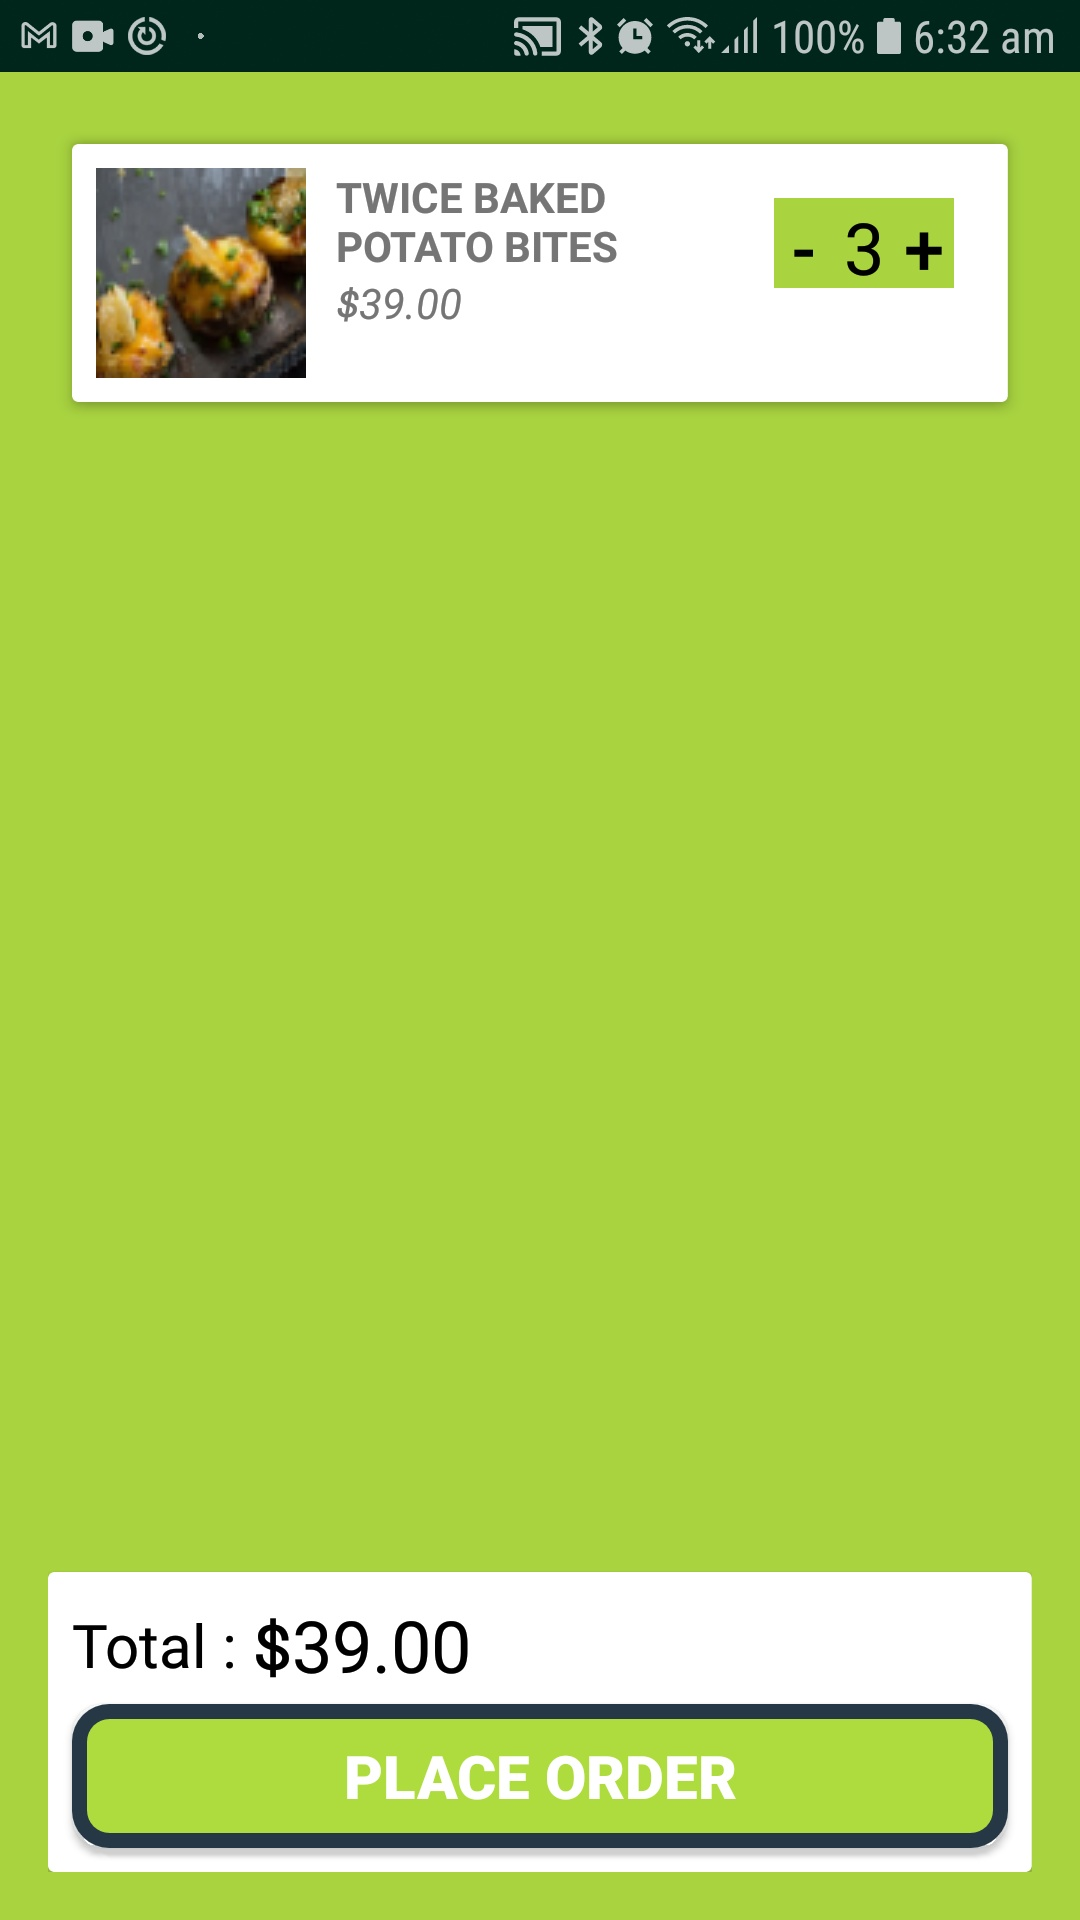 100% 6:32 am
TWICE BAKED
POTATO BITES
$39.00
- 3 +
Total : $39.00
PLACE ORDER